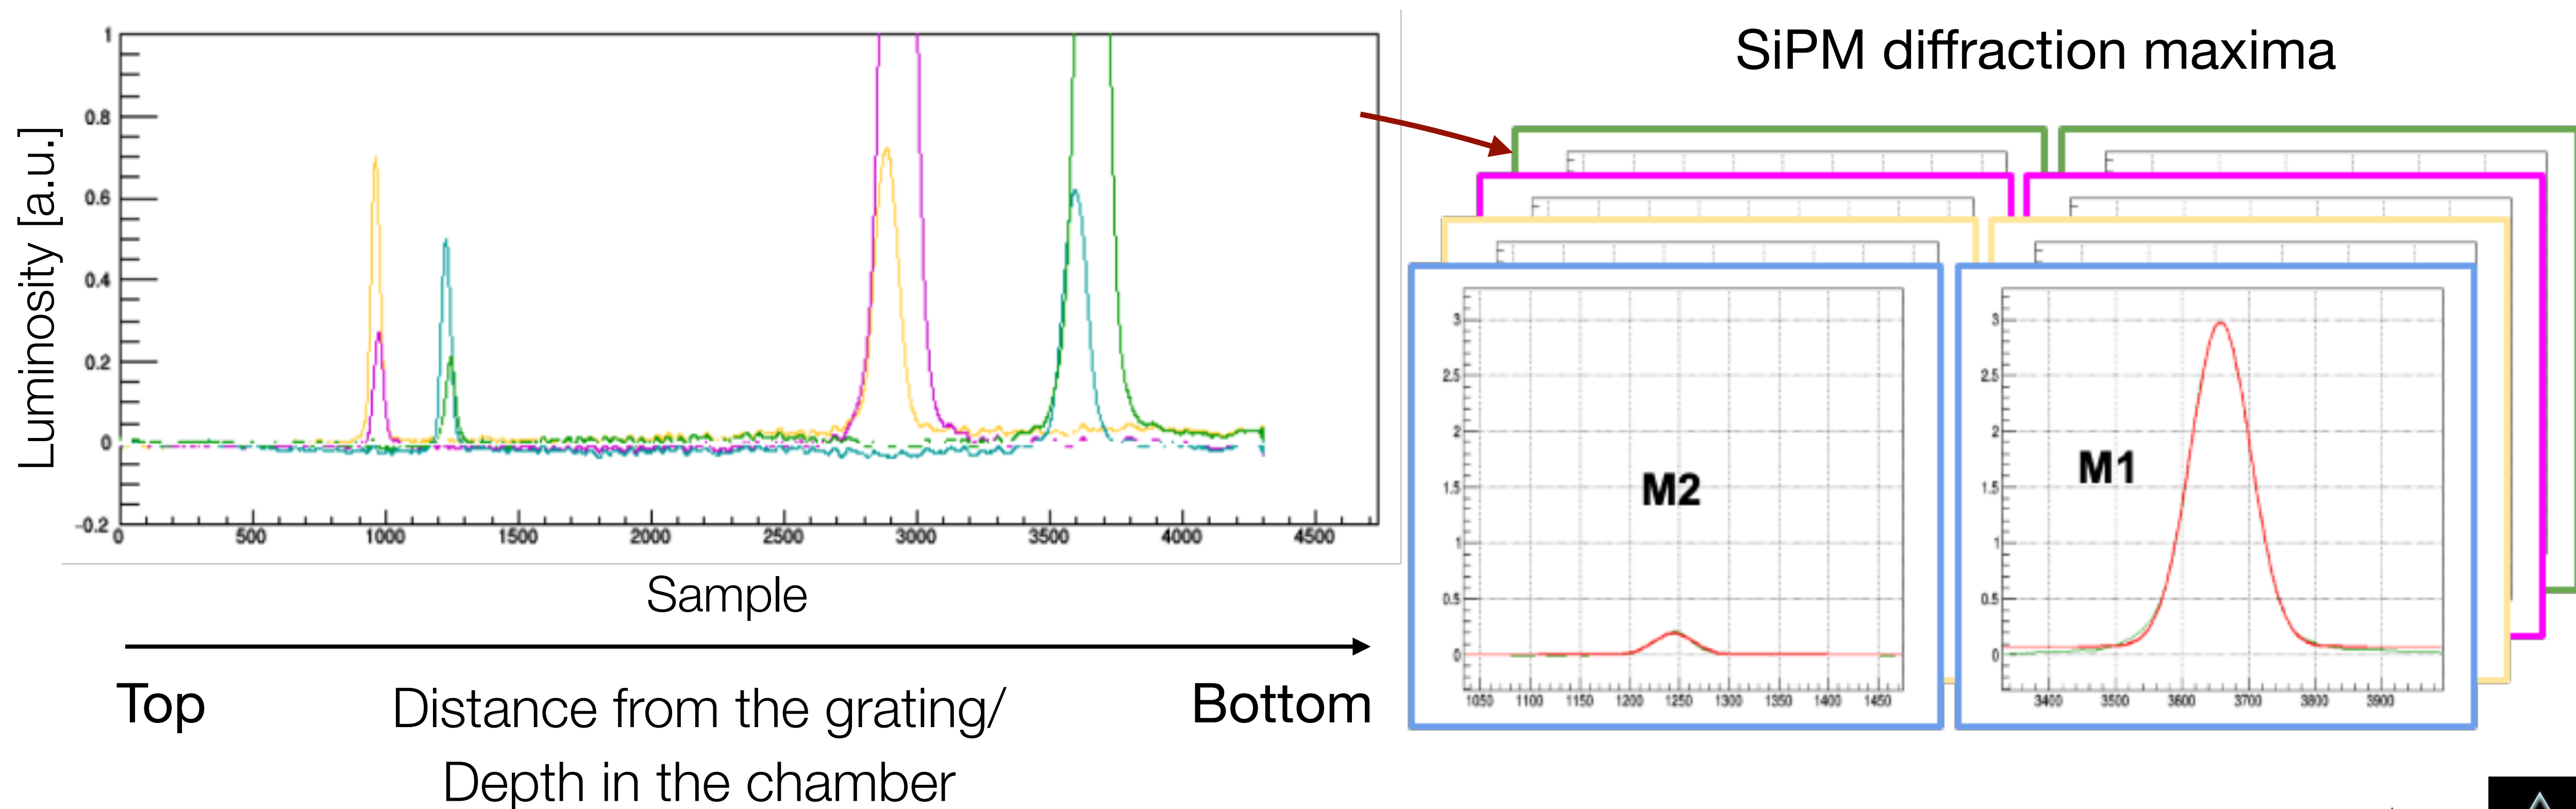 SiPM diffraction maxima
Luminosity [a.u.]
1
0.8
0.6
0.4
0.2
0
-0.2
0 500 1000 1500 2000 2500 3000 3500 4000 4500
Sample
Top
Distance from the grating/
Depth in the chamber
Bottom
3
2.5
2
1.5
1
0.5
0
M2
1050 1100 1150 1200 1250 1300 1350 1400 1450
3
2.5
2
1.5
1
0.5
0
M1
3400 3500 3600 3700 3800 3900